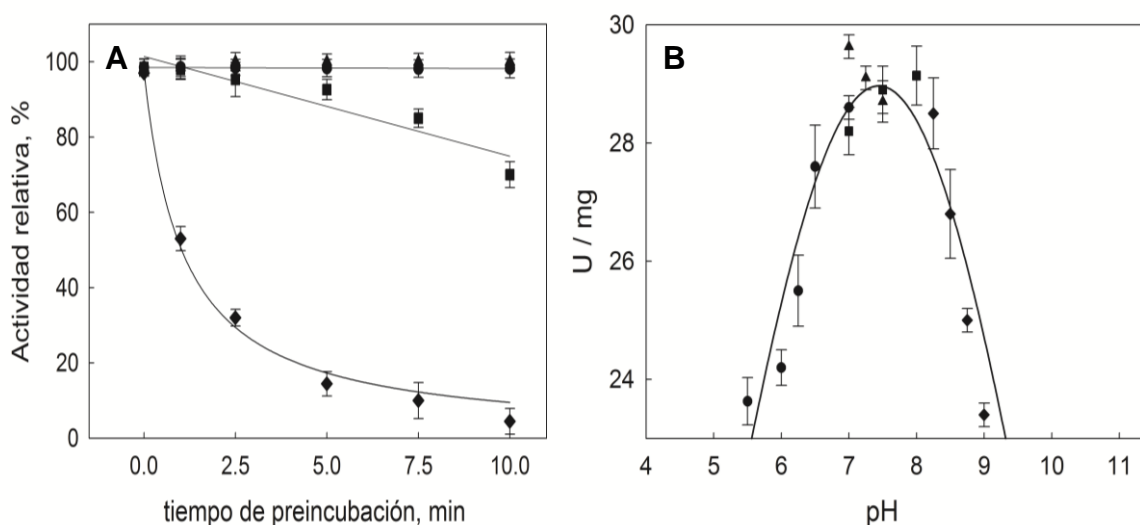 A
Actividad relativa, %
100
80
60
40
20
0
0.0 2.5 5.0 7.5 10.0
tiempo de preincubación, min
B
U / mg
30
28
26
24
4 5 6 7 8 9 10 11
pH